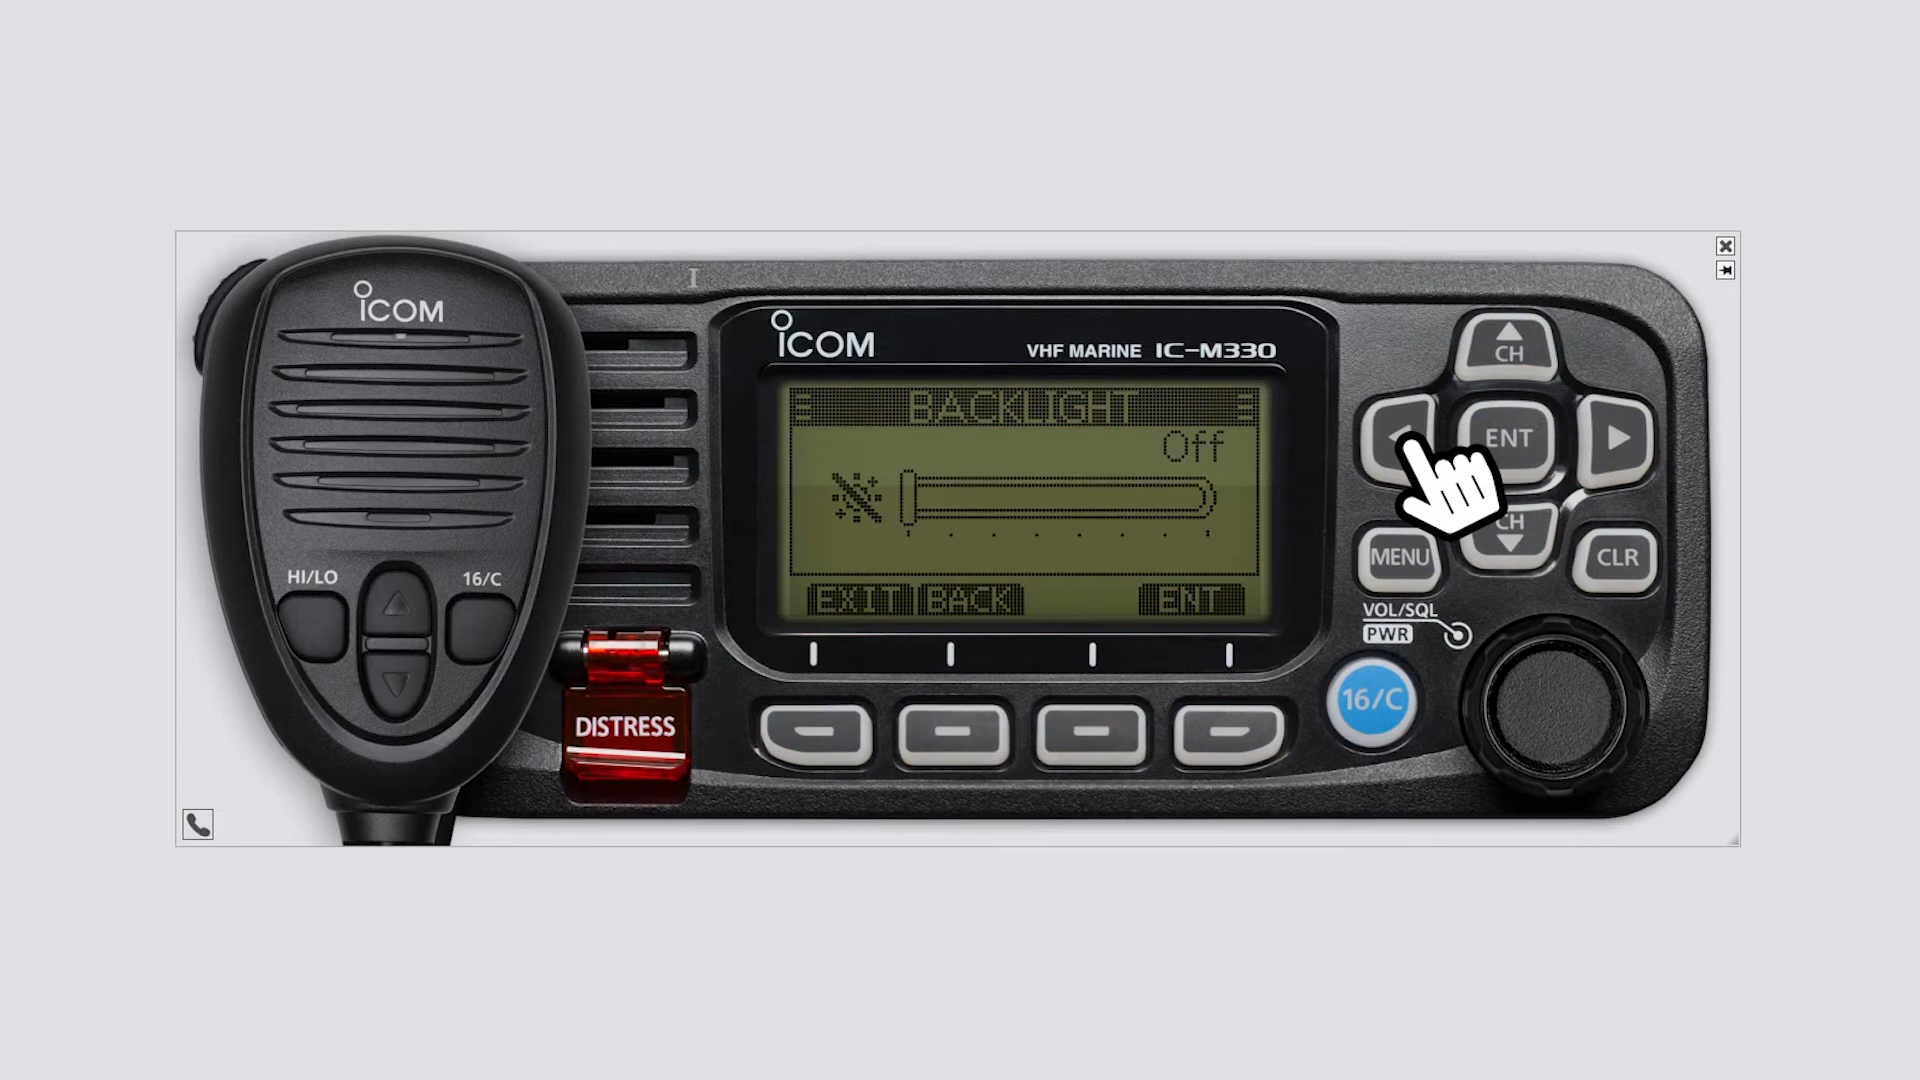 ICOM
HI/LO
16/C
DISTRESS
ICOM
VHF MARINE IC-M330
BACKLIGHT
Off
EXIT BACK ENT
CH
ENT
CH
MENU
CLR
VOL/SQL
PWR
16/C